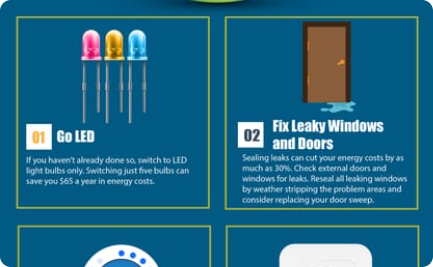 01 Go LED
If you haven't already done so, switch to LED
light bulbs only. Switching just five bulbs can
save you $65 a year in energy costs.
02 Fix Leaky Windows
and Doors
Sealing leaks can cut your energy costs by as
much as 30%. Check external doors and
windows for leaks. Reseal all leaking windows
by weather stripping the problem areas and
consider replacing your door sweep.